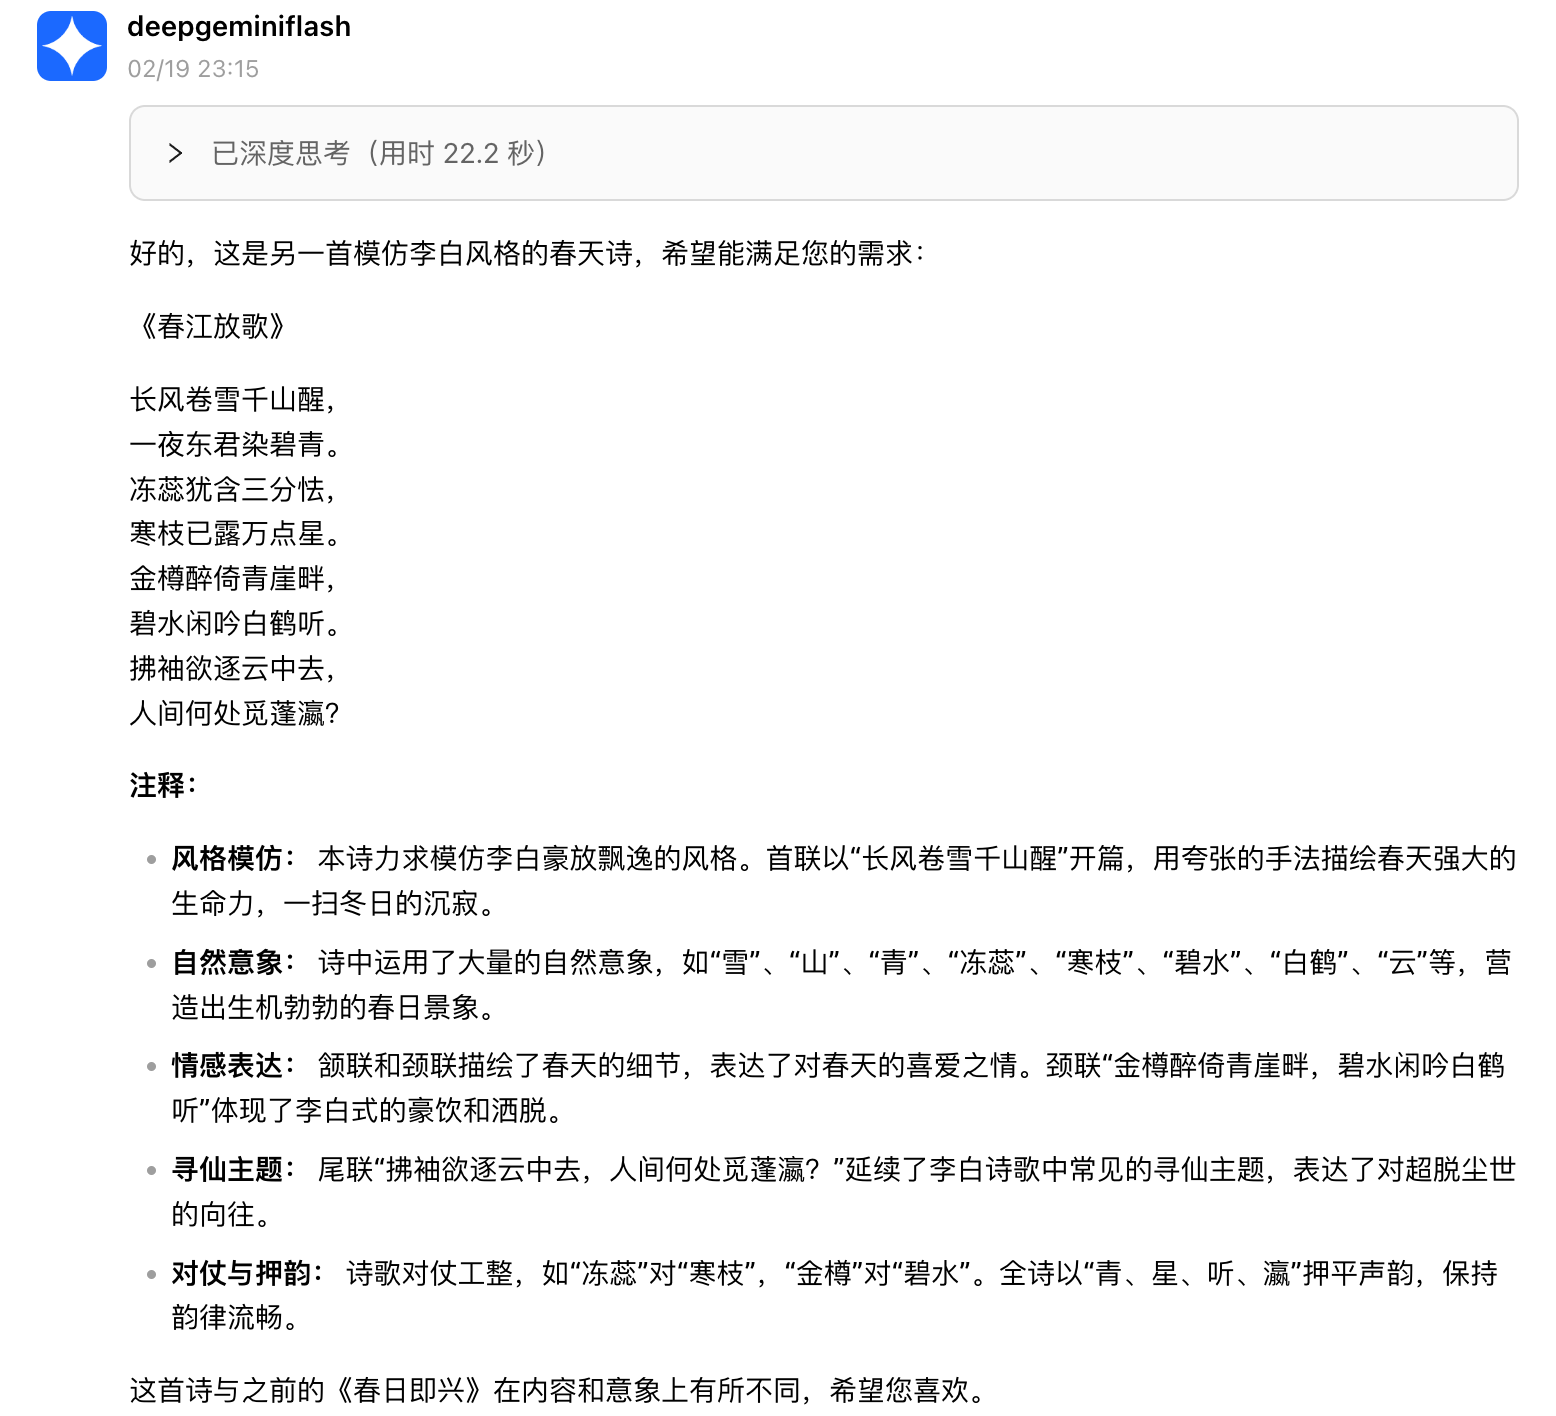 deepgeminiflash
02/19 23:15
已深度思考（用时 22.2 秒）
好的，这是另一首模仿李白风格的春天诗，希望能满足您的需求：
《春江放歌》
长风卷雪千山醒，
一夜东君染碧青。
冻蕊犹含三分怯，
寒枝已露万点星。
金樽醉倚青崖畔，
碧水闲吟白鹤听。
拂袖欲逐云中去，
人间何处觅蓬瀛？
注释：
风格模仿： 本诗力求模仿李白豪放飘逸的风格。首联以“长风卷雪千山醒”开篇，用夸张的手法描绘春天强大的
生命力，一扫冬日的沉寂。
自然意象： 诗中运用了大量的自然意象，如“雪”、“山”、“青”、“冻蕊”、“寒枝”、“碧水”、“白鹤”、“云”等，营
造出生机勃勃的春日景象。
情感表达： 颔联和颈联描绘了春天的细节，表达了对春天的喜爱之情。颈联“金樽醉倚青崖畔，碧水闲吟白鹤
听”体现了李白式的豪饮和洒脱。
寻仙主题： 尾联“拂袖欲逐云中去，人间何处觅蓬瀛？”延续了李白诗歌中常见的寻仙主题，表达了对超脱尘世
的向往。
对仗与押韵： 诗歌对仗工整，如“冻蕊”对“寒枝”，“金樽”对“碧水”。全诗以“青、星、听、瀛”押平声韵，保持
韵律流畅。
这首诗与之前的《春日即兴》在内容和意象上有所不同，希望您喜欢。